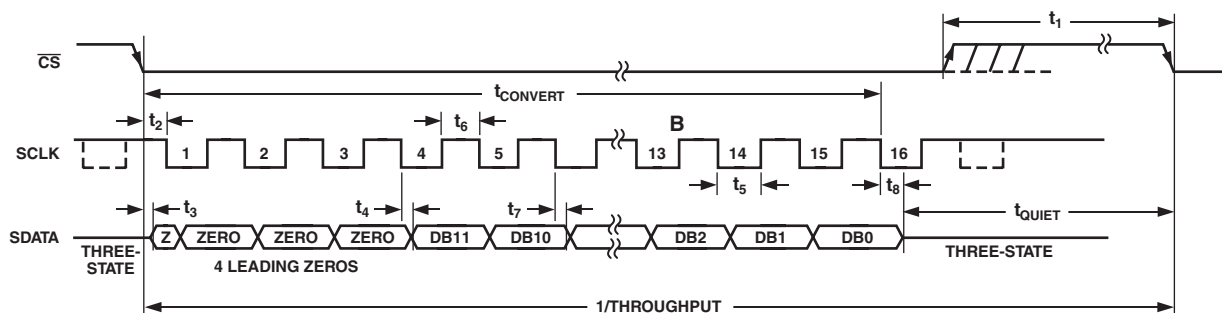 t1
CS
tCONVERT
t2 t6 B
SCLK 1 2 3 4 5 13 14 15 16
t5 t8
t3 t4 t7 tQUIET
SDATA Z ZERO ZERO ZERO DB11 DB10 DB2 DB1 DB0
THREE-
STATE
4 LEADING ZEROS
THREE-STATE
1/THROUGHPUT